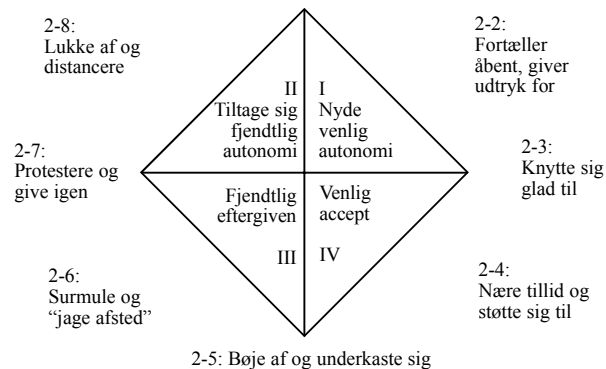 2-8:
Lukke af og
distancere
2-2:
Fortæller
åbent, giver
udtryk for
II
Tiltage sig
fjendtlig
autonomi
I
Nyde
venlig
autonomi
2-7:
Protestere og
give igen
2-3:
Knytte sig
glad til
Fjendtlig
eftergiven
III
Venlig
accept
IV
2-6:
Surmule og
“jage afsted”
2-4:
Nære tillid og
støtte sig til
2-5: Bøje af og underkaste sig